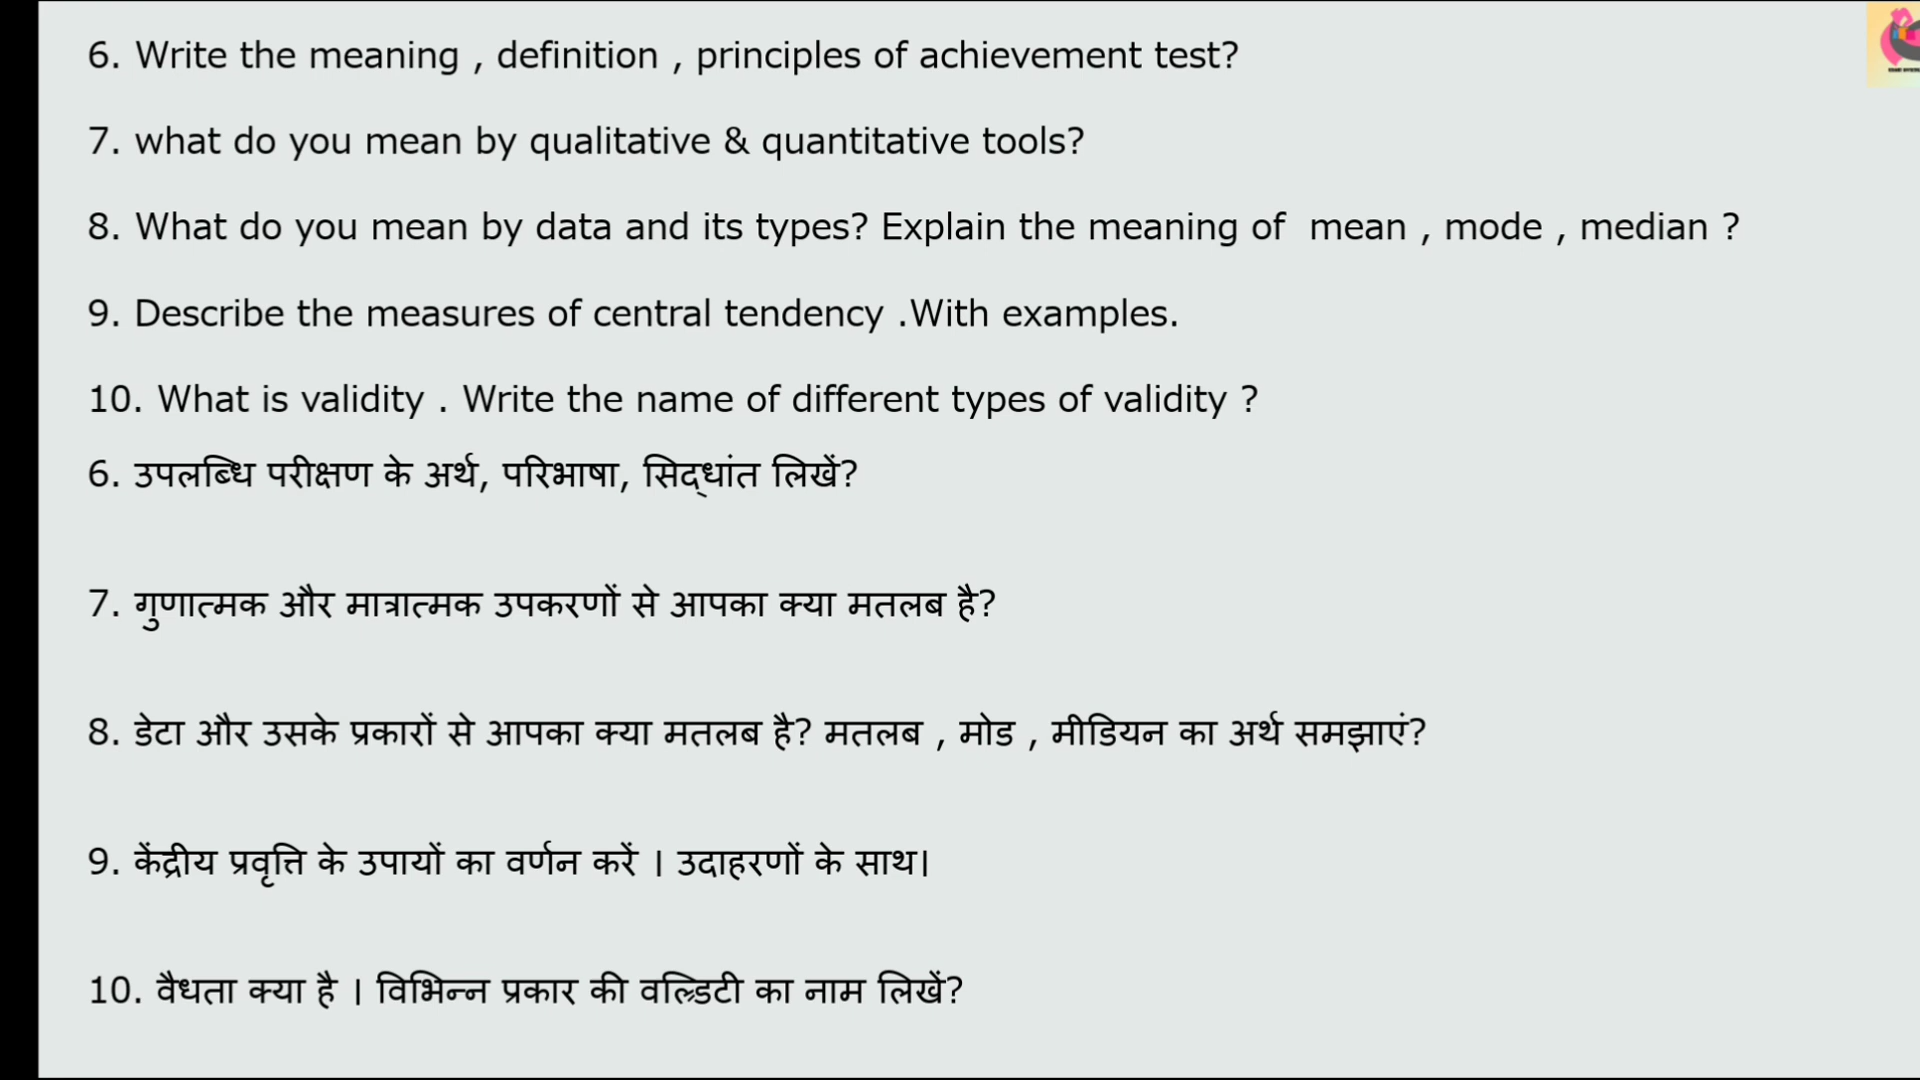 6. Write the meaning , definition , principles of achievement test?
7. what do you mean by qualitative & quantitative tools?
8. What do you mean by data and its types? Explain the meaning of  mean , mode , median ?
9. Describe the measures of central tendency .With examples.
10. What is validity . Write the name of different types of validity ?
6. उपलब्धि परीक्षण के अर्थ, परिभाषा, सिद्धांत लिखें?
7. गुणात्मक और मात्रात्मक उपकरणों से आपका क्या मतलब है?
8. डेटा और उसके प्रकारों से आपका क्या मतलब है? मतलब , मोड , मीडियन का अर्थ समझाएं?
9. केंद्रीय प्रवृत्ति के उपायों का वर्णन करें । उदाहरणों के साथ।
10. वैधता क्या है । विभिन्न प्रकार की वल्डिटी का नाम लिखें?